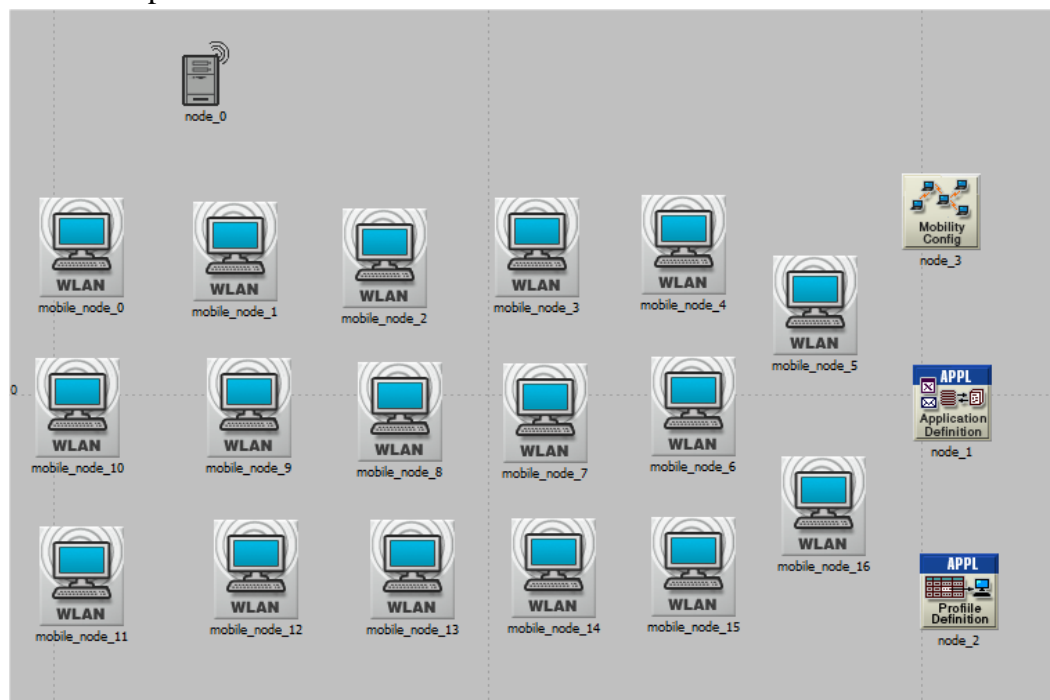 node_0
Mobility
Config
node_3
WLAN
mobile_node_0
WLAN
mobile_node_1
WLAN
mobile_node_2
WLAN
mobile_node_3
WLAN
mobile_node_4
WLAN
mobile_node_5
0
WLAN
mobile_node_10
WLAN
mobile_node_9
WLAN
mobile_node_8
WLAN
mobile_node_7
WLAN
mobile_node_6
APPL
Application
Definition
node_1
WLAN
mobile_node_16
WLAN
mobile_node_11
WLAN
mobile_node_12
WLAN
mobile_node_13
WLAN
mobile_node_14
WLAN
mobile_node_15
APPL
Profile
Definition
node_2